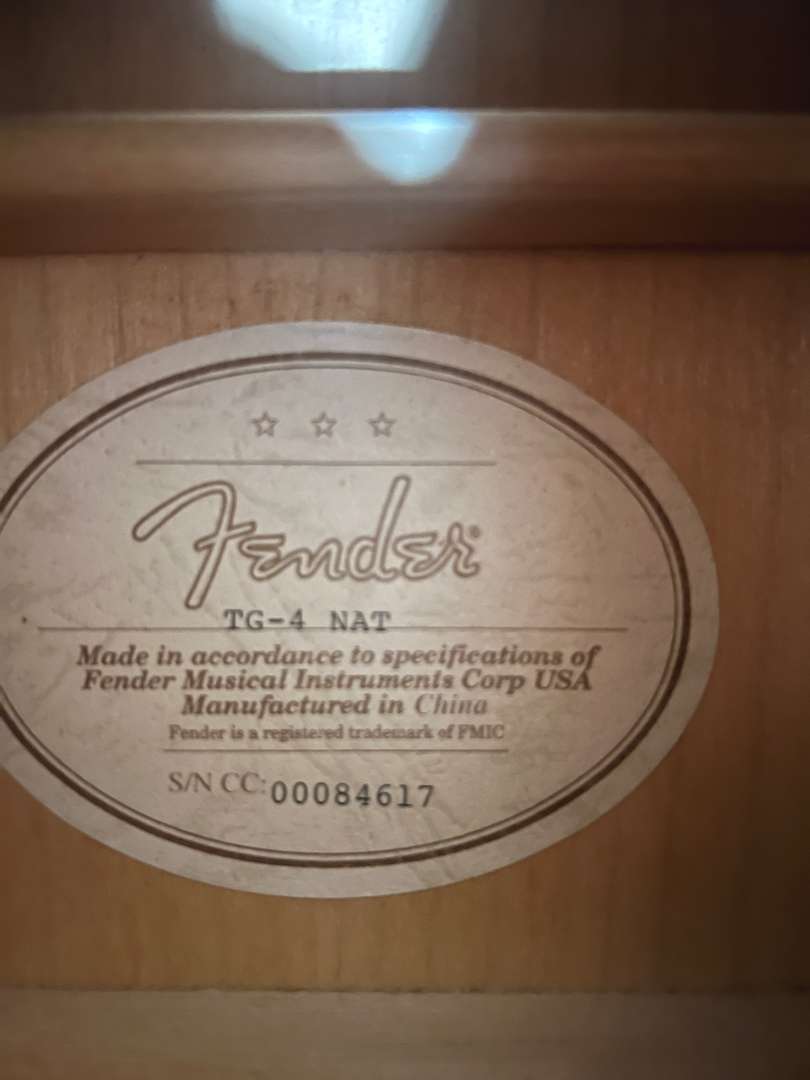 Fender®
TG-4 NAT
Made in accordance to specifications of
Fender Musical Instruments Corp USA
Manufactured in China
Fender is a registered trademark of FMIC
S/N CC: 00084617